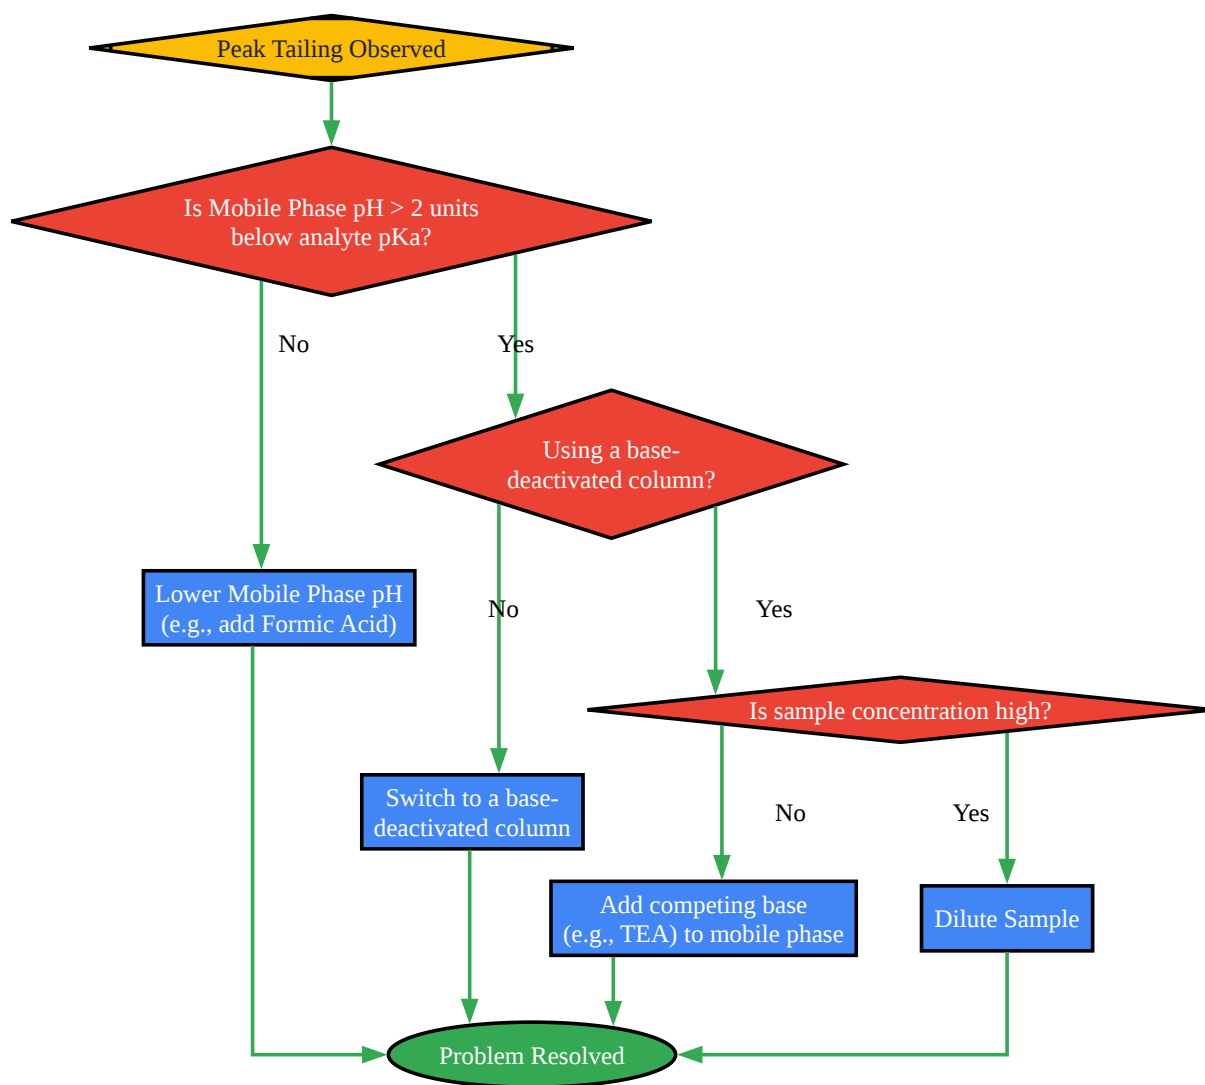 Peak Tailing Observed
Is Mobile Phase pH > 2 units
below analyte pKa?
No
Yes
Using a base-
deactivated column?
Lower Mobile Phase pH
(e.g., add Formic Acid)
No
Yes
Is sample concentration high?
Switch to a base-
deactivated column
No
Yes
Add competing base
(e.g., TEA) to mobile phase
Dilute Sample
Problem Resolved